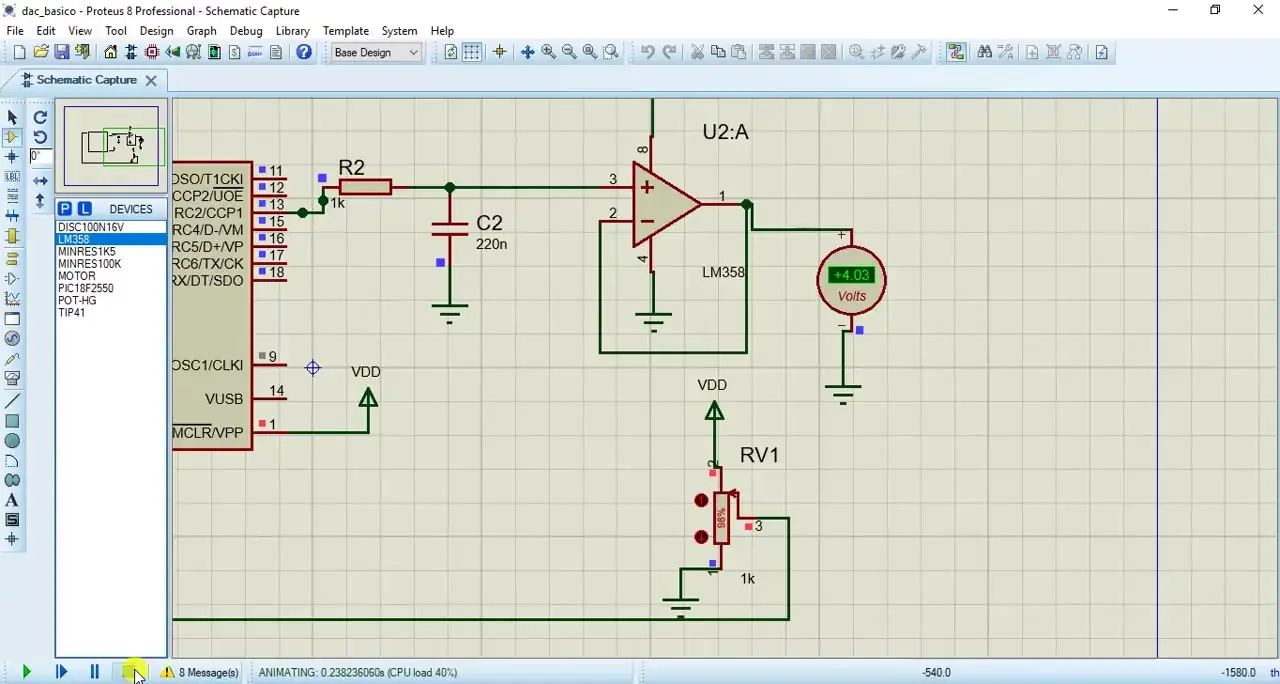 dac_basico - Proteus 8 Professional - Schematic Capture
File Edit View Tool Design Graph Debug Library Template System Help
Base Design
Schematic Capture
0°
P L DEVICES
DISC100N16V
LM358
MINRES1K5
MINRES100K
MOTOR
PIC18F2550
POT-HG
TIP41
OSO/T1CKI 11
CCP2/UOE 12
RC2/CCP1 13
RC4/D-/VM 15
RC5/D+/VP 16
RC6/TX/CK 17
RX/DT/SDO 18
OSC1/CLKI 9
VUSB 14
MCLR/VPP 1
VDD
R2
1k
C2
220n
U2:A
8
3
2
1
4
LM358
+4.03
Volts
VDD
RV1
2
98%
3
1
1k
8 Message(s)
ANIMATING: 0.238236060s (CPU load 40%)
-540.0
-1580.0
th